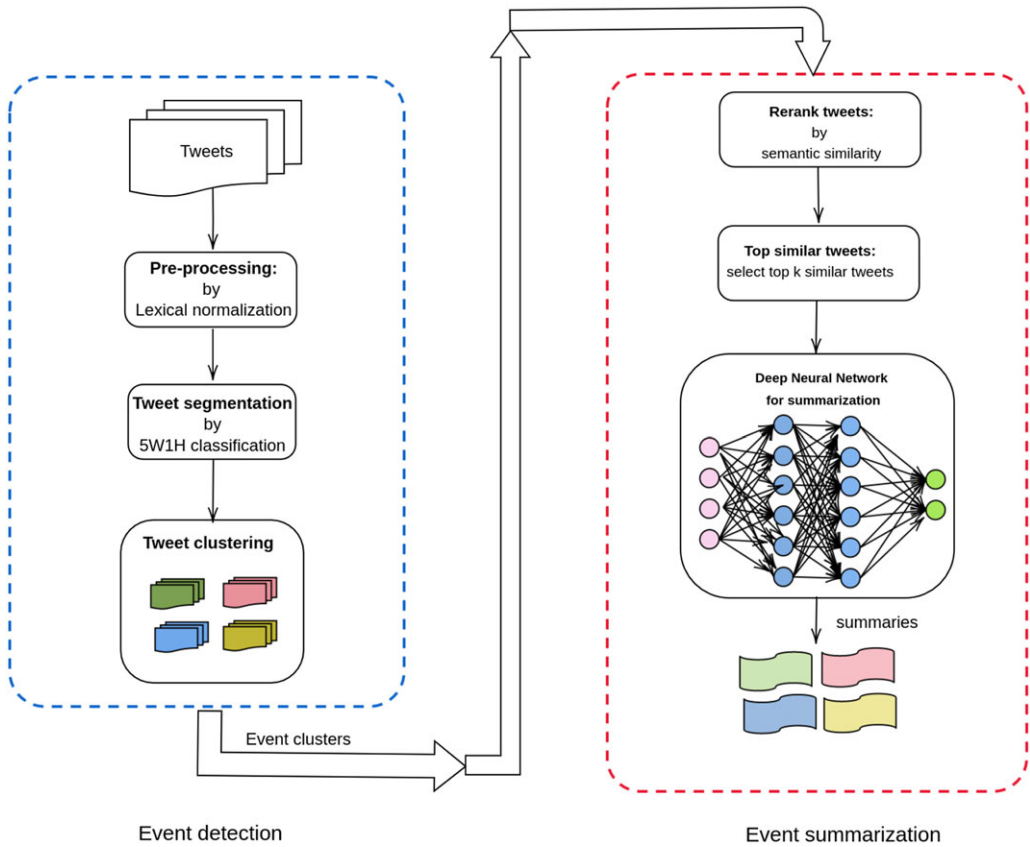 Tweets
Pre-processing:
by
Lexical normalization
Tweet segmentation
by
5W1H classification
Tweet clustering
Event clusters
Event detection
Rerank tweets:
by
semantic similarity
Top similar tweets:
select top k similar tweets
Deep Neural Network
for summarization
summaries
Event summarization